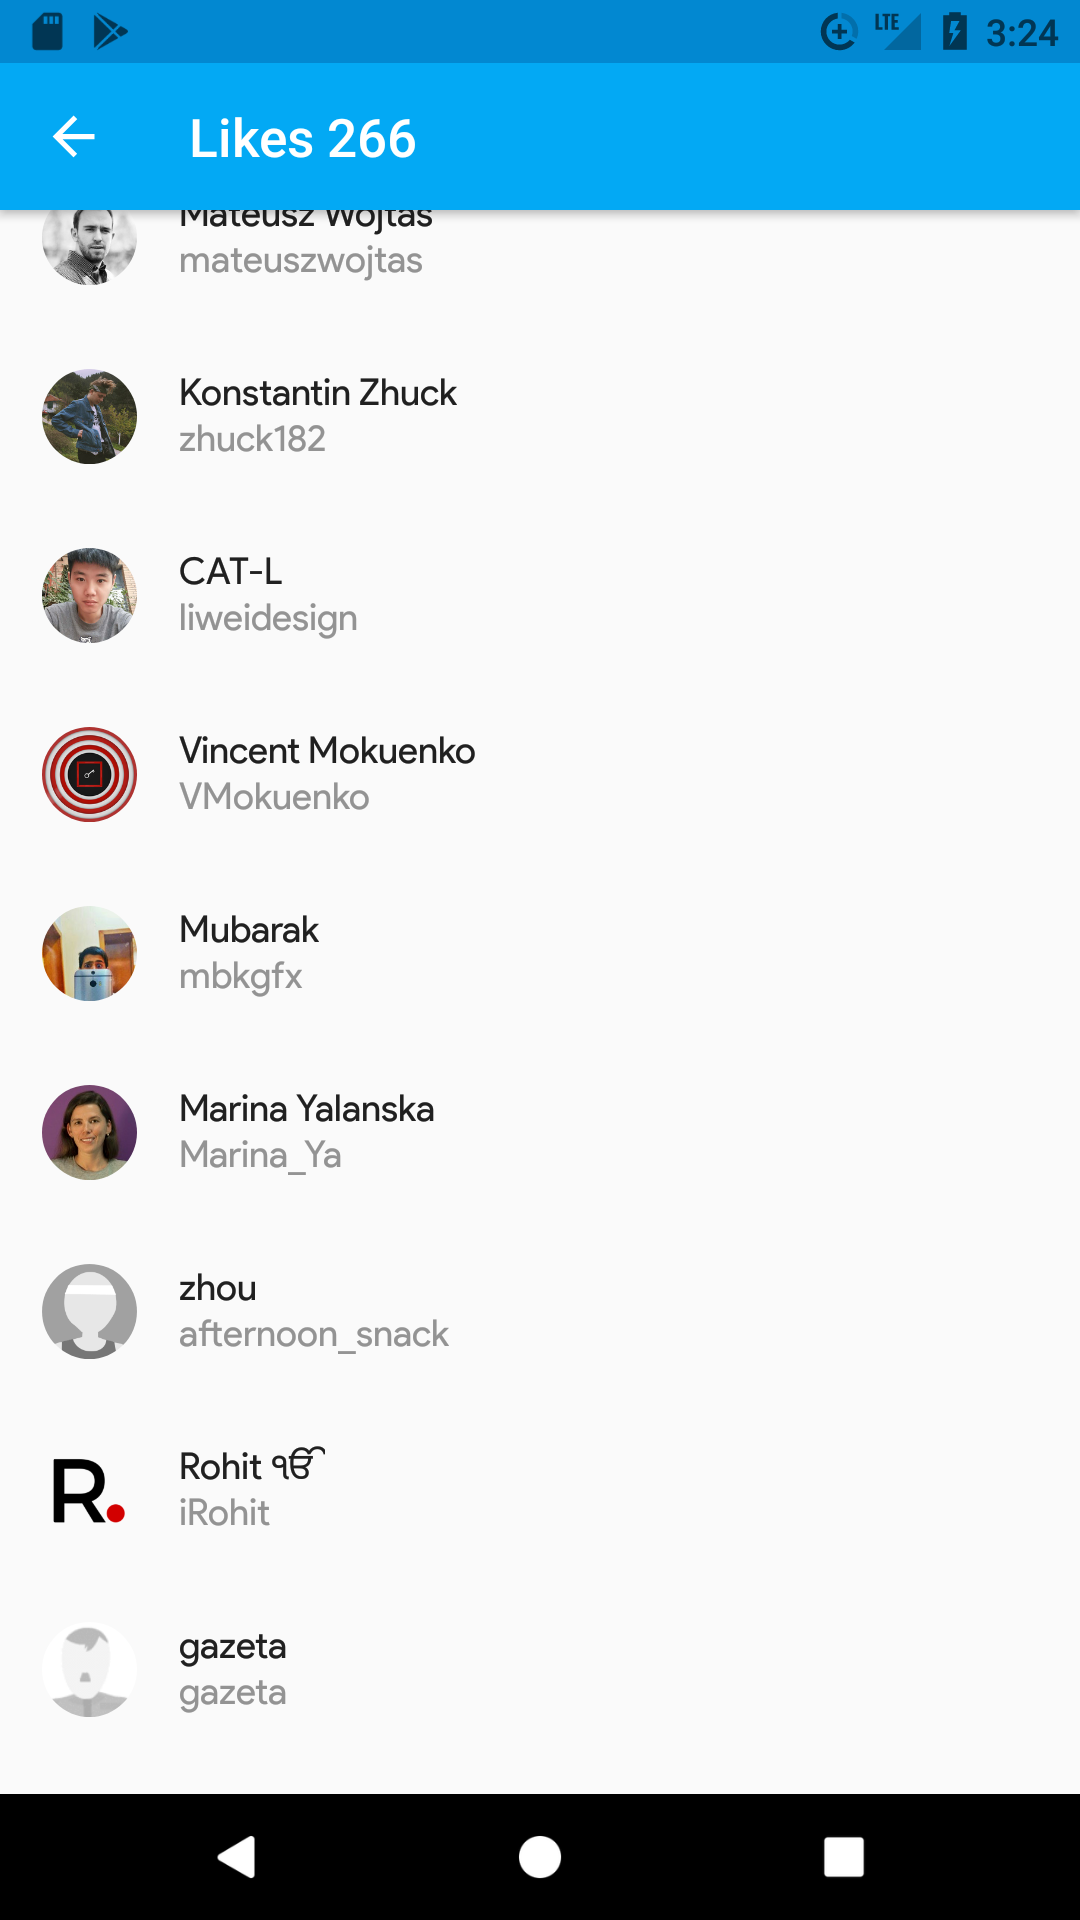 LTE 3:24
Likes 266
Mateusz Wojtas
mateuszwojtas
Konstantin Zhuck
zhuck182
CAT-L
liweidesign
Vincent Mokuenko
VMokuenko
Mubarak
mbkgfx
Marina Yalanska
Marina_Ya
zhou
afternoon_snack
R.
Rohit ੴ
iRohit
gazeta
gazeta